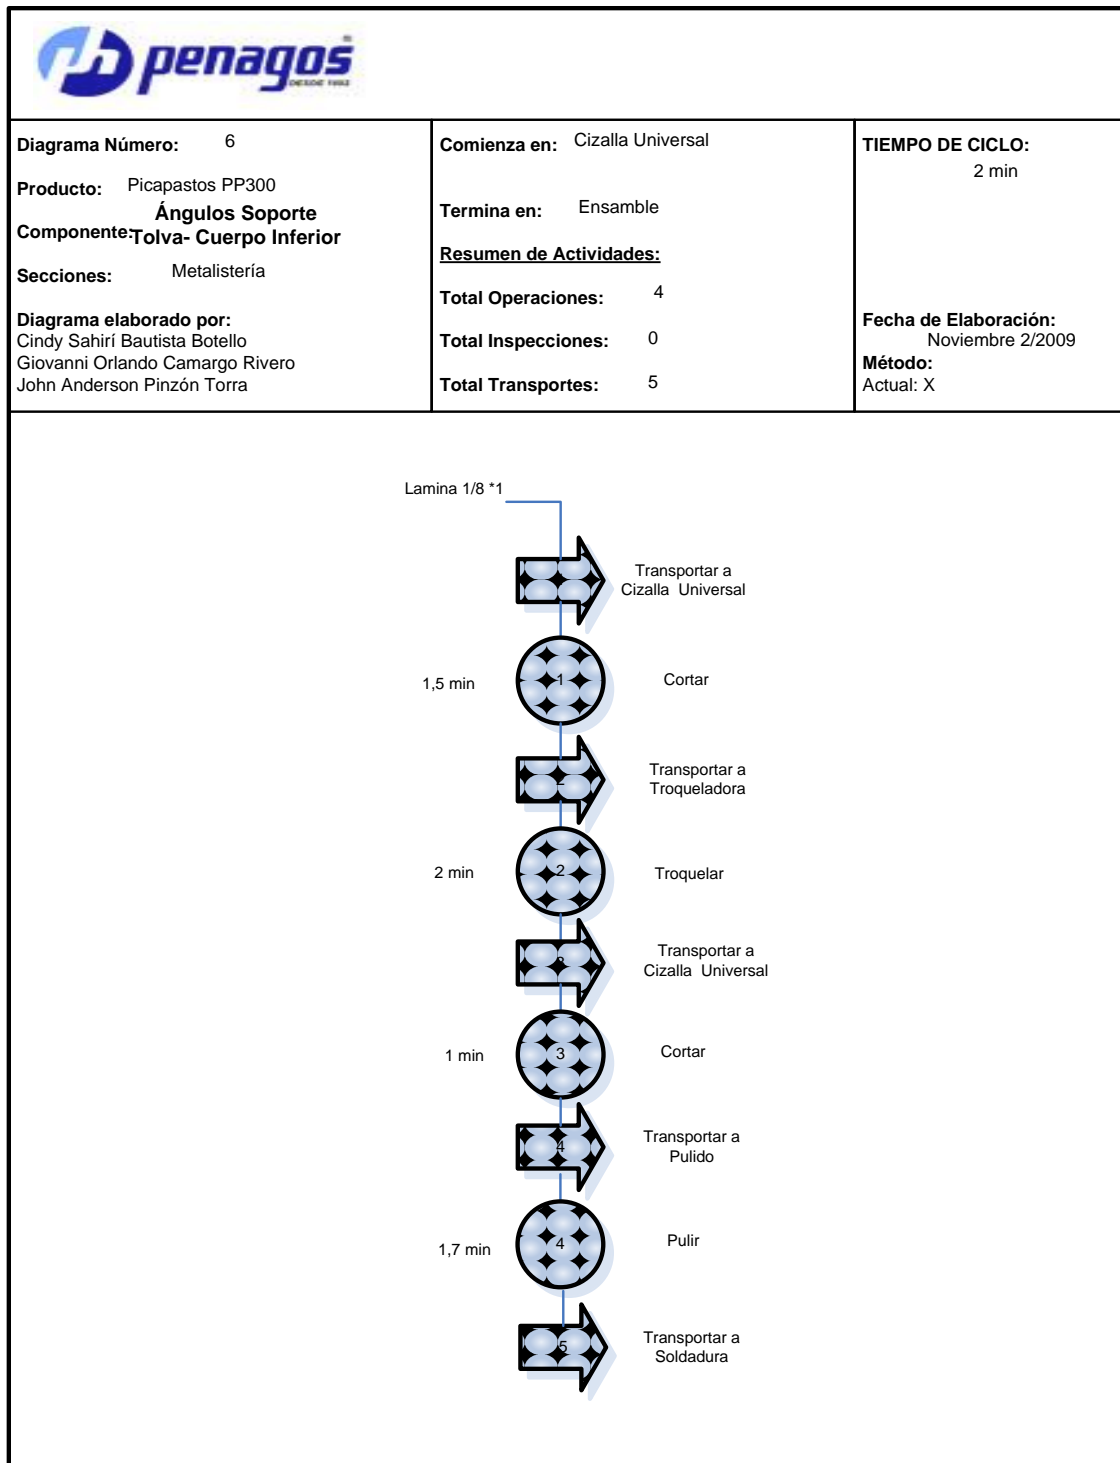 penagos
DESDE 1892
Diagrama Número: 6
Producto: Picapastos PP300
Componente: Ángulos Soporte
Tolva- Cuerpo Inferior
Secciones: Metalistería
Diagrama elaborado por:
Cindy Sahirí Bautista Botello
Giovanni Orlando Camargo Rivero
John Anderson Pinzón Torra
Comienza en: Cizalla Universal
Termina en: Ensamble
Resumen de Actividades:
Total Operaciones: 4
Total Inspecciones: 0
Total Transportes: 5
TIEMPO DE CICLO:
2 min
Fecha de Elaboración:
Noviembre 2/2009
Método:
Actual: X
Lamina 1/8 *1
Transportar a
Cizalla Universal
1,5 min 1 Cortar
Transportar a
2 Troqueladora
2 min 2 Troquelar
Transportar a
3 Cizalla Universal
1 min 3 Cortar
Transportar a
4 Pulido
1,7 min 4 Pulir
Transportar a
5 Soldadura